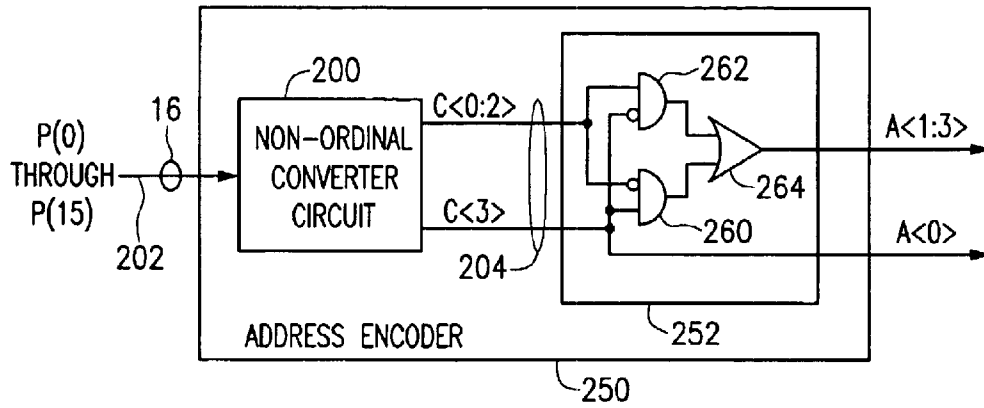 200
262
16
P(0)
THROUGH
P(15)
202
NON-ORDINAL
CONVERTER
CIRCUIT
C<0:2>
C<3>
204
264
260
A<1:3>
A<0>
252
ADDRESS ENCODER
250